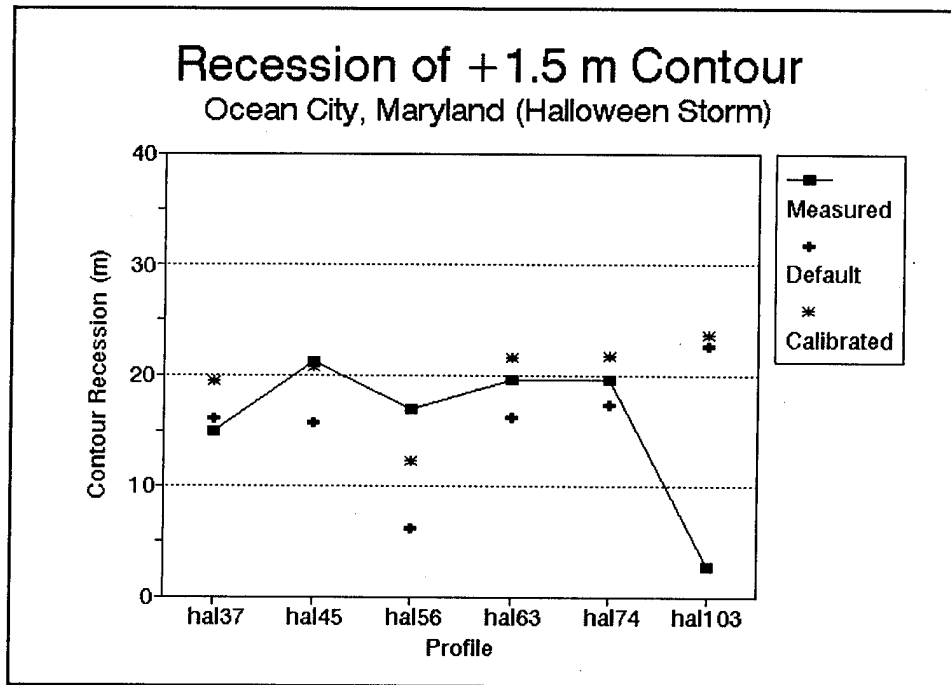 Recession of +1.5 m Contour
Ocean City, Maryland (Halloween Storm)
Contour Recession (m)
40
30
20
10
0
hal37 hal45 hal56 hal63 hal74 hal103
Profile
Measured
Default
Calibrated